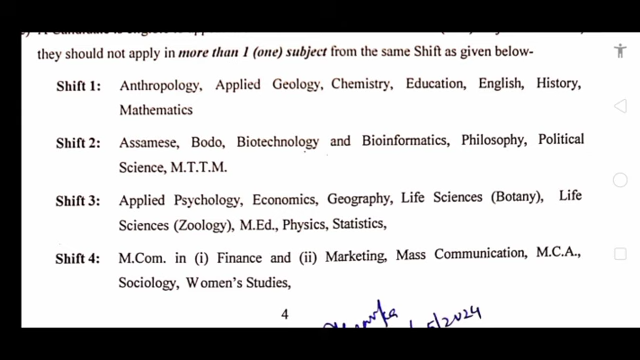 they should not apply in more than 1 (one) subject from the same Shift as given below-
Shift 1: Anthropology, Applied Geology, Chemistry, Education, English, History,
Mathematics
Shift 2: Assamese, Bodo, Biotechnology and Bioinformatics, Philosophy, Political
Science, M.T.T.M.
Shift 3: Applied Psychology, Economics, Geography, Life Sciences (Botany), Life
Sciences (Zoology), M.Ed., Physics, Statistics,
Shift 4: M.Com. in (i) Finance and (ii) Marketing, Mass Communication, M.C.A.,
Sociology, Women's Studies,
4
/5/2024